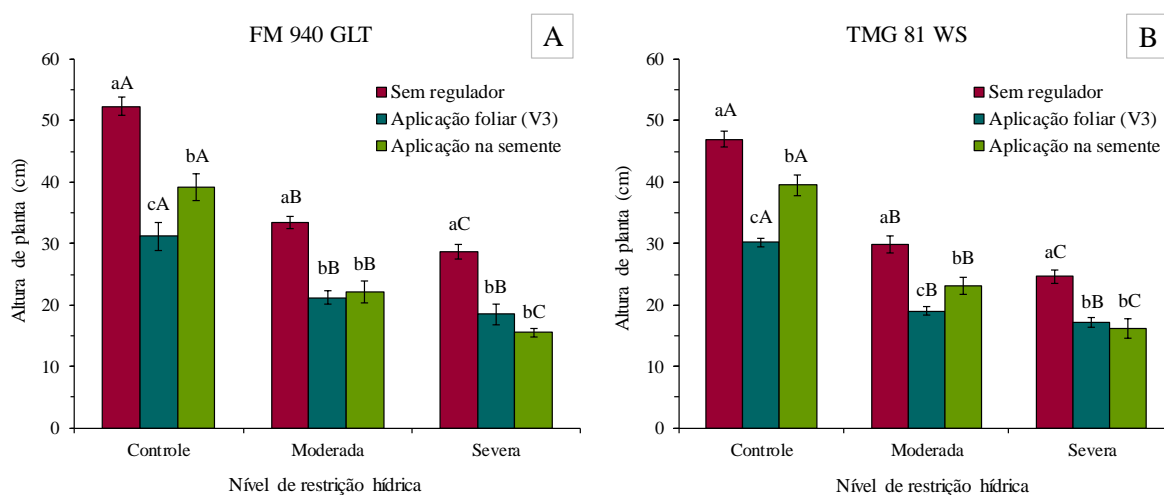 FM 940 GLT
A
60
50
40
30
20
10
0
Altura de planta (cm)
Sem regulador
Aplicação foliar (V3)
Aplicação na semente
aA
cA
bA
aB
bB
bB
aC
bB
bC
Controle
Moderada
Severa
Nível de restrição hídrica
TMG 81 WS
B
60
50
40
30
20
10
0
Altura de planta (cm)
Sem regulador
Aplicação foliar (V3)
Aplicação na semente
aA
cA
bA
aB
cB
bB
aC
bB
bC
Controle
Moderada
Severa
Nível de restrição hídrica